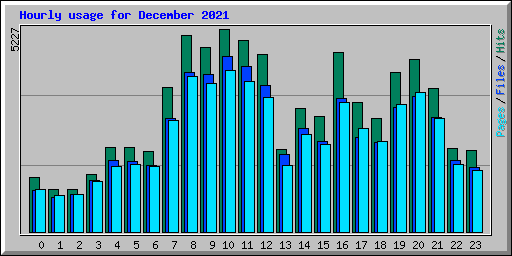 Hourly usage for December 2021
5227
Pages/Files/Hits
0 1 2 3 4 5 6 7 8 9 10 11 12 13 14 15 16 17 18 19 20 21 22 23